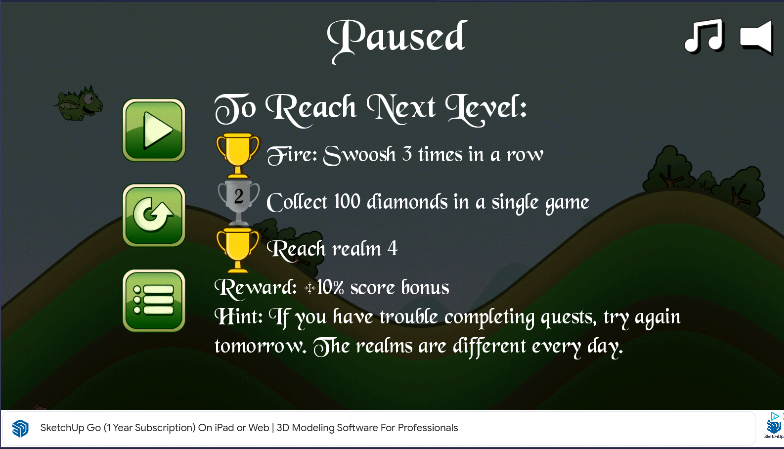 Paused
To Reach Next Level:
Fire: Swoosh 3 times in a row
2
Collect 100 diamonds in a single game
Reach realm 4
Reward: +10% score bonus
Hint: If you have trouble completing quests, try again
tomorrow. The realms are different every day.
SketchUp Go (1 Year Subscription) On iPad or Web | 3D Modeling Software For Professionals